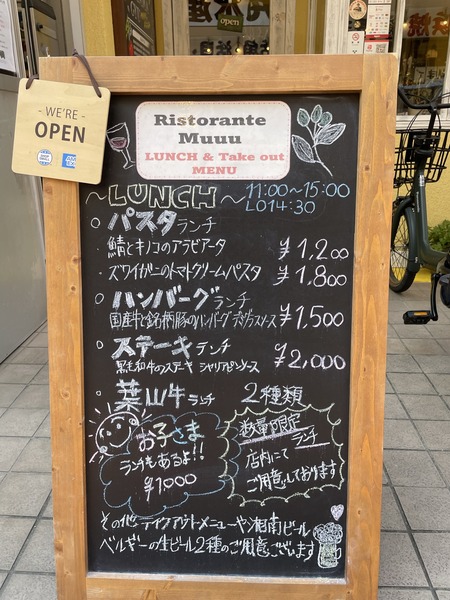 open
- WE'RE -
OPEN
Ristorante
Muuu
LUNCH & Take out
MENU
~LUNCH~ 11:00~15:00
LO14:30
○パスタランチ
・鯖とキノコのアラビアータ ¥1,200
・ズワイガニのトマトクリームパスタ ¥1,800
○ハンバーグランチ
国産牛と銘柄豚のハンバーグ デミグラスソース ¥1,500
○ステーキランチ
黒毛和牛のステーキ シャリアピンソース ¥2,000
○葉山牛ランチ 2種類
お子さま
ランチもあるよ!!
¥1,000
数量限定
ランチ
店内にて
ご用意しております
その他テイクアウトメニューや湘南ビール
ベルギーの生ビール2種のご用意ございます